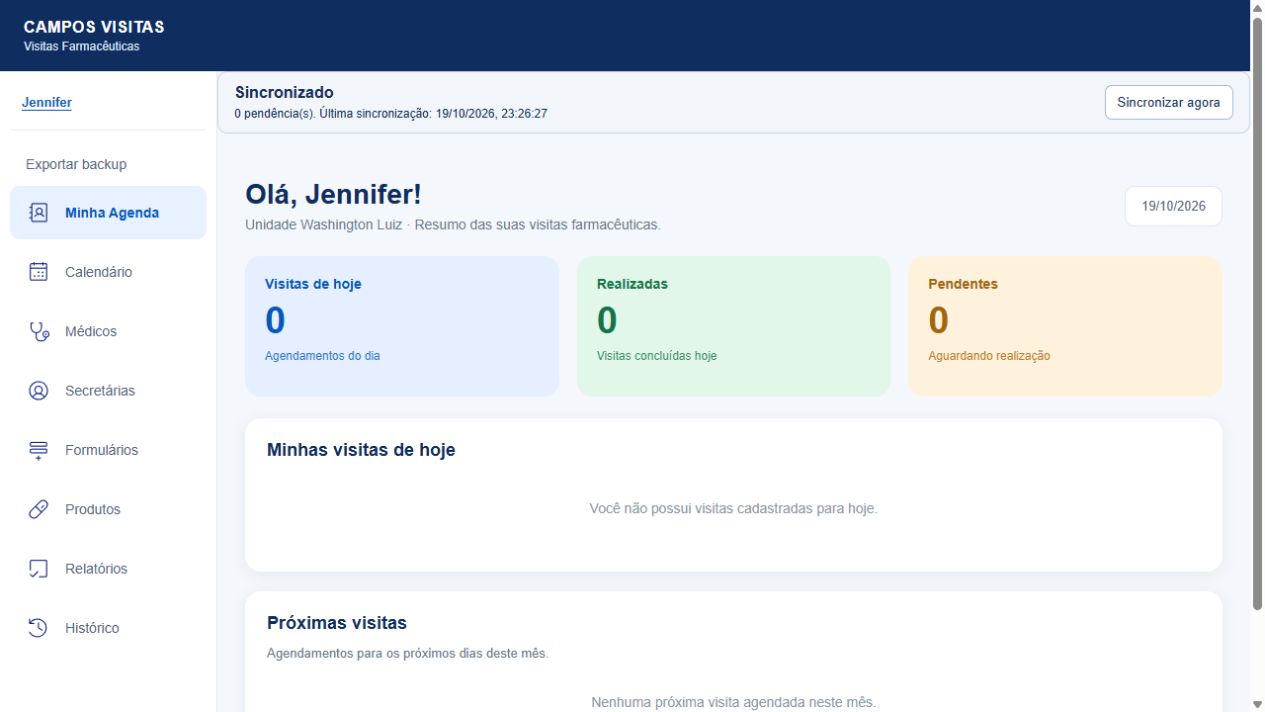 CAMPOS VISITAS
Visitas Farmacêuticas
Jennifer
Exportar backup
Minha Agenda
Calendário
Médicos
Secretárias
Formulários
Produtos
Relatórios
Histórico
Sincronizado
0 pendência(s). Última sincronização: 19/10/2026, 23:26:27
Sincronizar agora
Olá, Jennifer!
Unidade Washington Luiz · Resumo das suas visitas farmacêuticas.
19/10/2026
Visitas de hoje
0
Agendamentos do dia
Realizadas
0
Visitas concluídas hoje
Pendentes
0
Aguardando realização
Minhas visitas de hoje
Você não possui visitas cadastradas para hoje.
Próximas visitas
Agendamentos para os próximos dias deste mês.
Nenhuma próxima visita agendada neste mês.